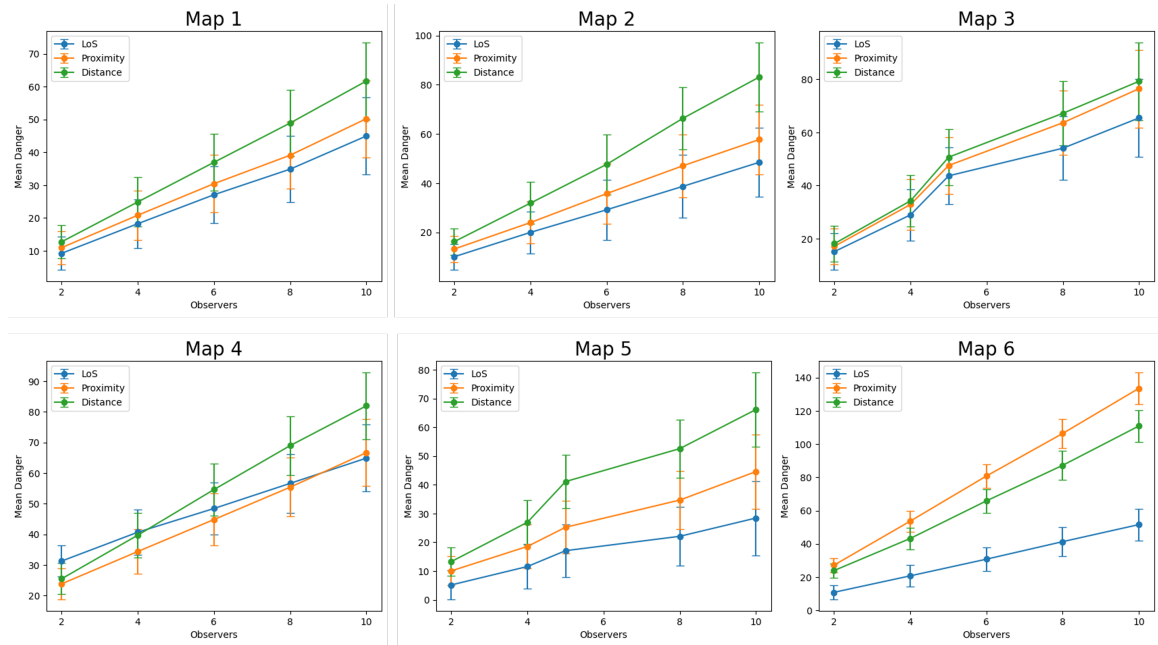 Map 1
LoS
Proximity
Distance
Mean Danger
70
60
50
40
30
20
10
2 4 6 8 10
Observers
Map 2
LoS
Proximity
Distance
Mean Danger
100
80
60
40
20
2 4 6 8 10
Observers
Map 3
LoS
Proximity
Distance
Mean Danger
80
60
40
20
2 4 6 8 10
Observers
Map 4
LoS
Proximity
Distance
Mean Danger
90
80
70
60
50
40
30
20
2 4 6 8 10
Observers
Map 5
LoS
Proximity
Distance
Mean Danger
80
70
60
50
40
30
20
10
0
2 4 6 8 10
Observers
Map 6
LoS
Proximity
Distance
Mean Danger
140
120
100
80
60
40
20
0
2 4 6 8 10
Observers